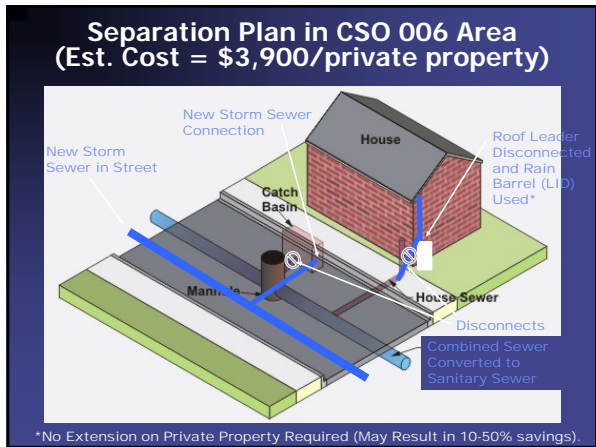 Separation Plan in CSO 006 Area
(Est. Cost = $3,900/private property)
New Storm Sewer
Connection
House
Roof Leader
Disconnected
and Rain
Barrel (LID)
Used*
New Storm
Sewer in Street
Catch
Basin
Manhole
House Sewer
Disconnects
Combined Sewer
Converted to
Sanitary Sewer
*No Extension on Private Property Required (May Result in 10-50% savings).